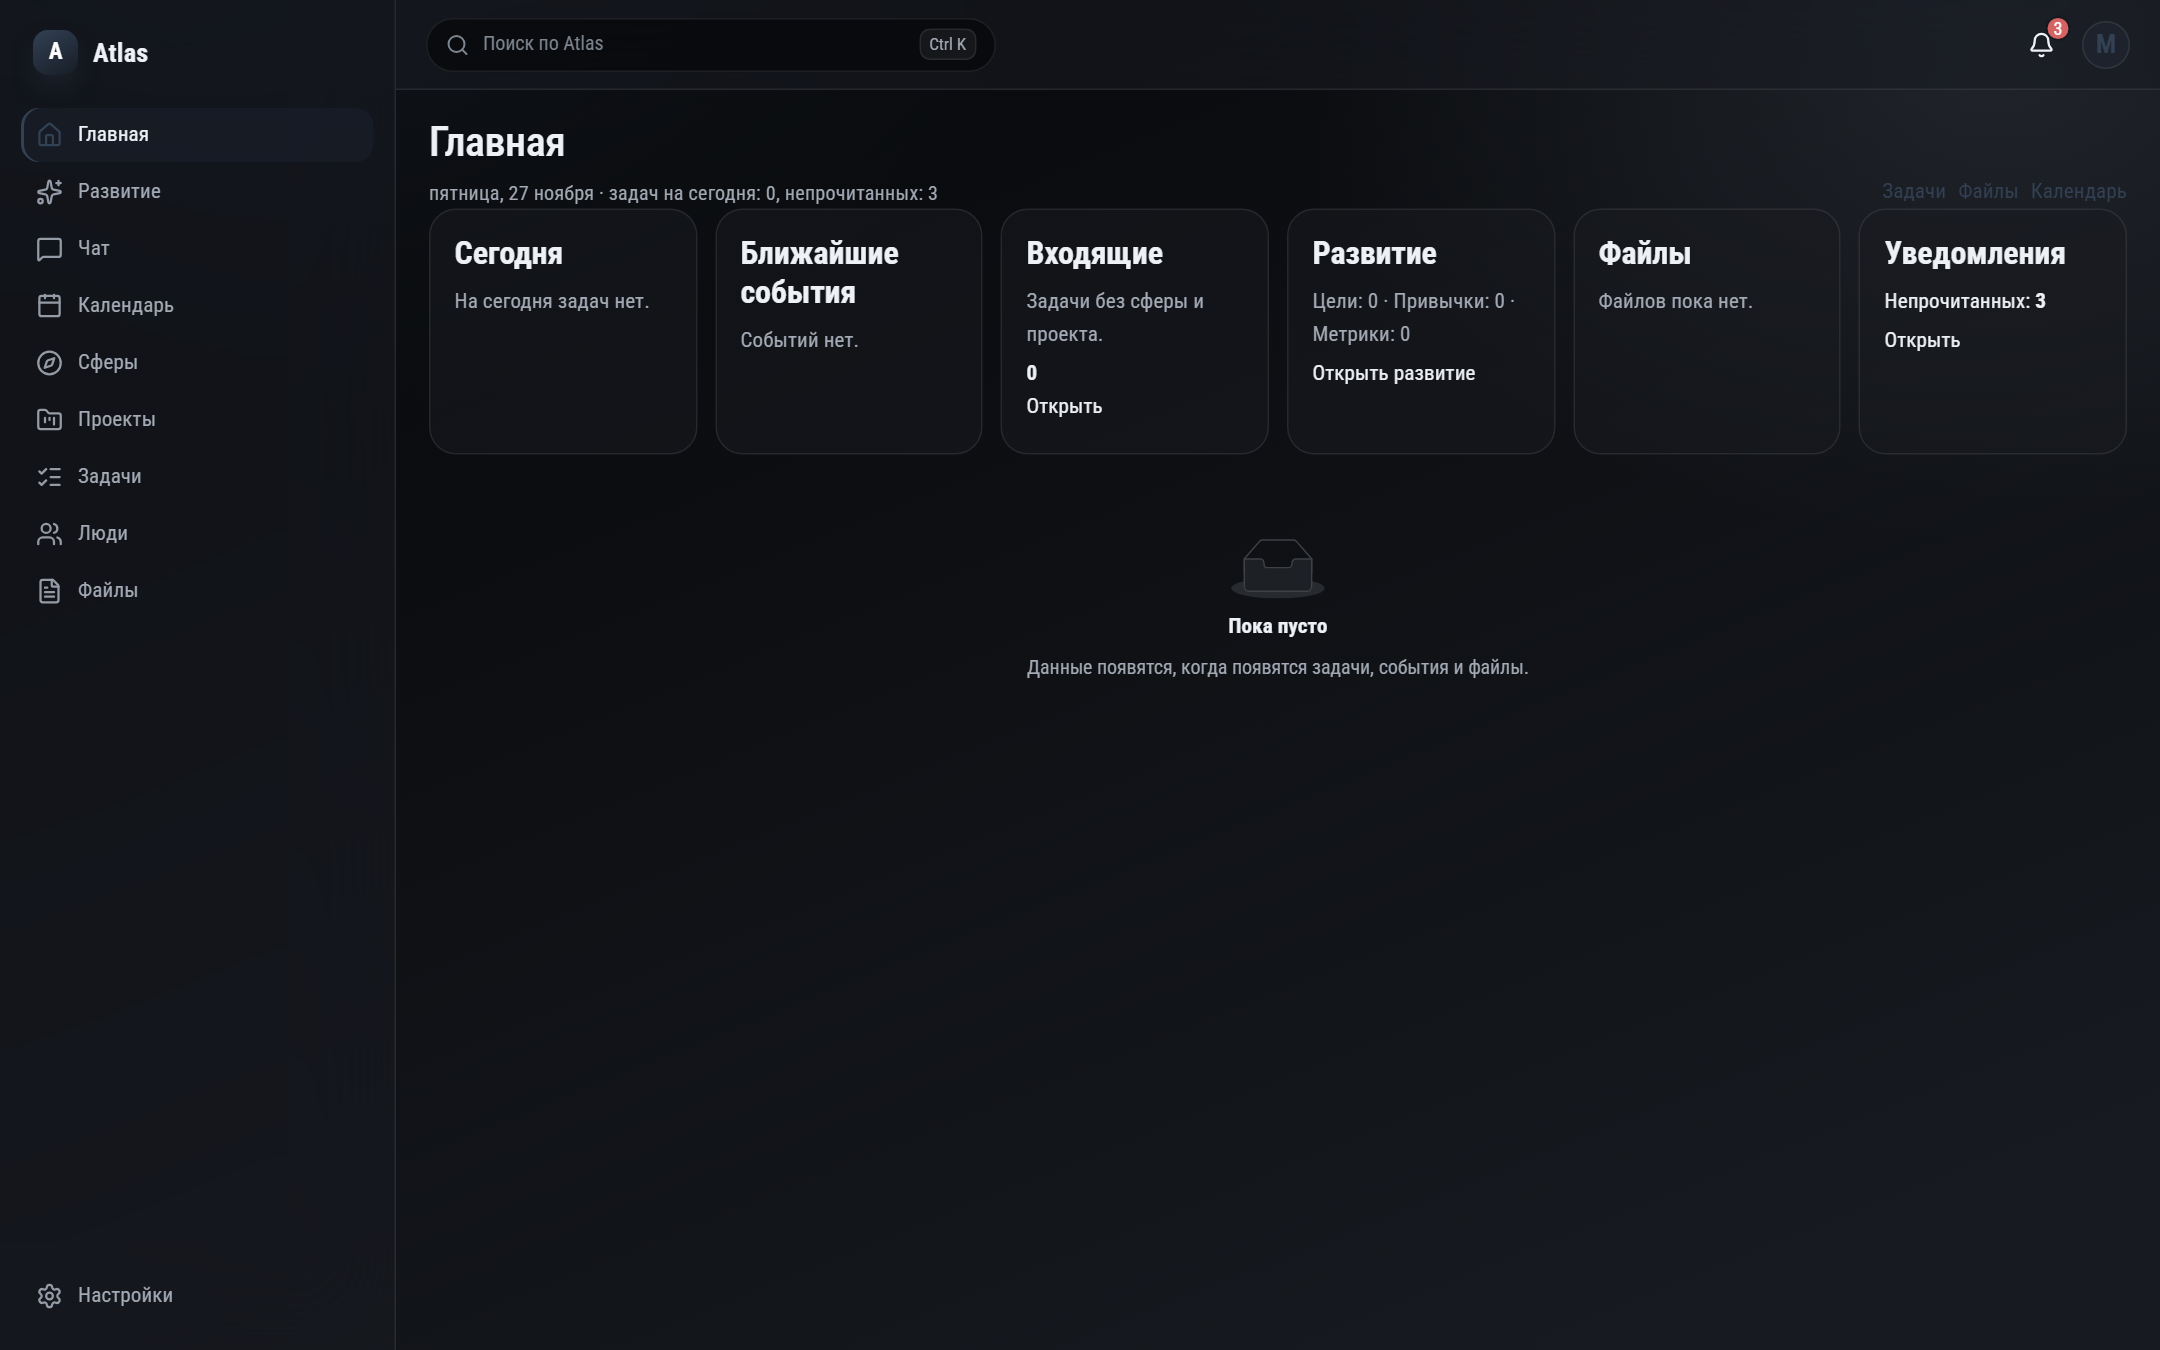 A Atlas
Поиск по Atlas
Ctrl K
3
M
Главная
Развитие
Чат
Календарь
Сферы
Проекты
Задачи
Люди
Файлы
Настройки
Главная
пятница, 27 ноября · задач на сегодня: 0, непрочитанных: 3
Задачи Файлы Календарь
Сегодня
На сегодня задач нет.
Ближайшие
события
Событий нет.
Входящие
Задачи без сферы и
проекта.
0
Открыть
Развитие
Цели: 0 · Привычки: 0 ·
Метрики: 0
Открыть развитие
Файлы
Файлов пока нет.
Уведомления
Непрочитанных: 3
Открыть
Пока пусто
Данные появятся, когда появятся задачи, события и файлы.